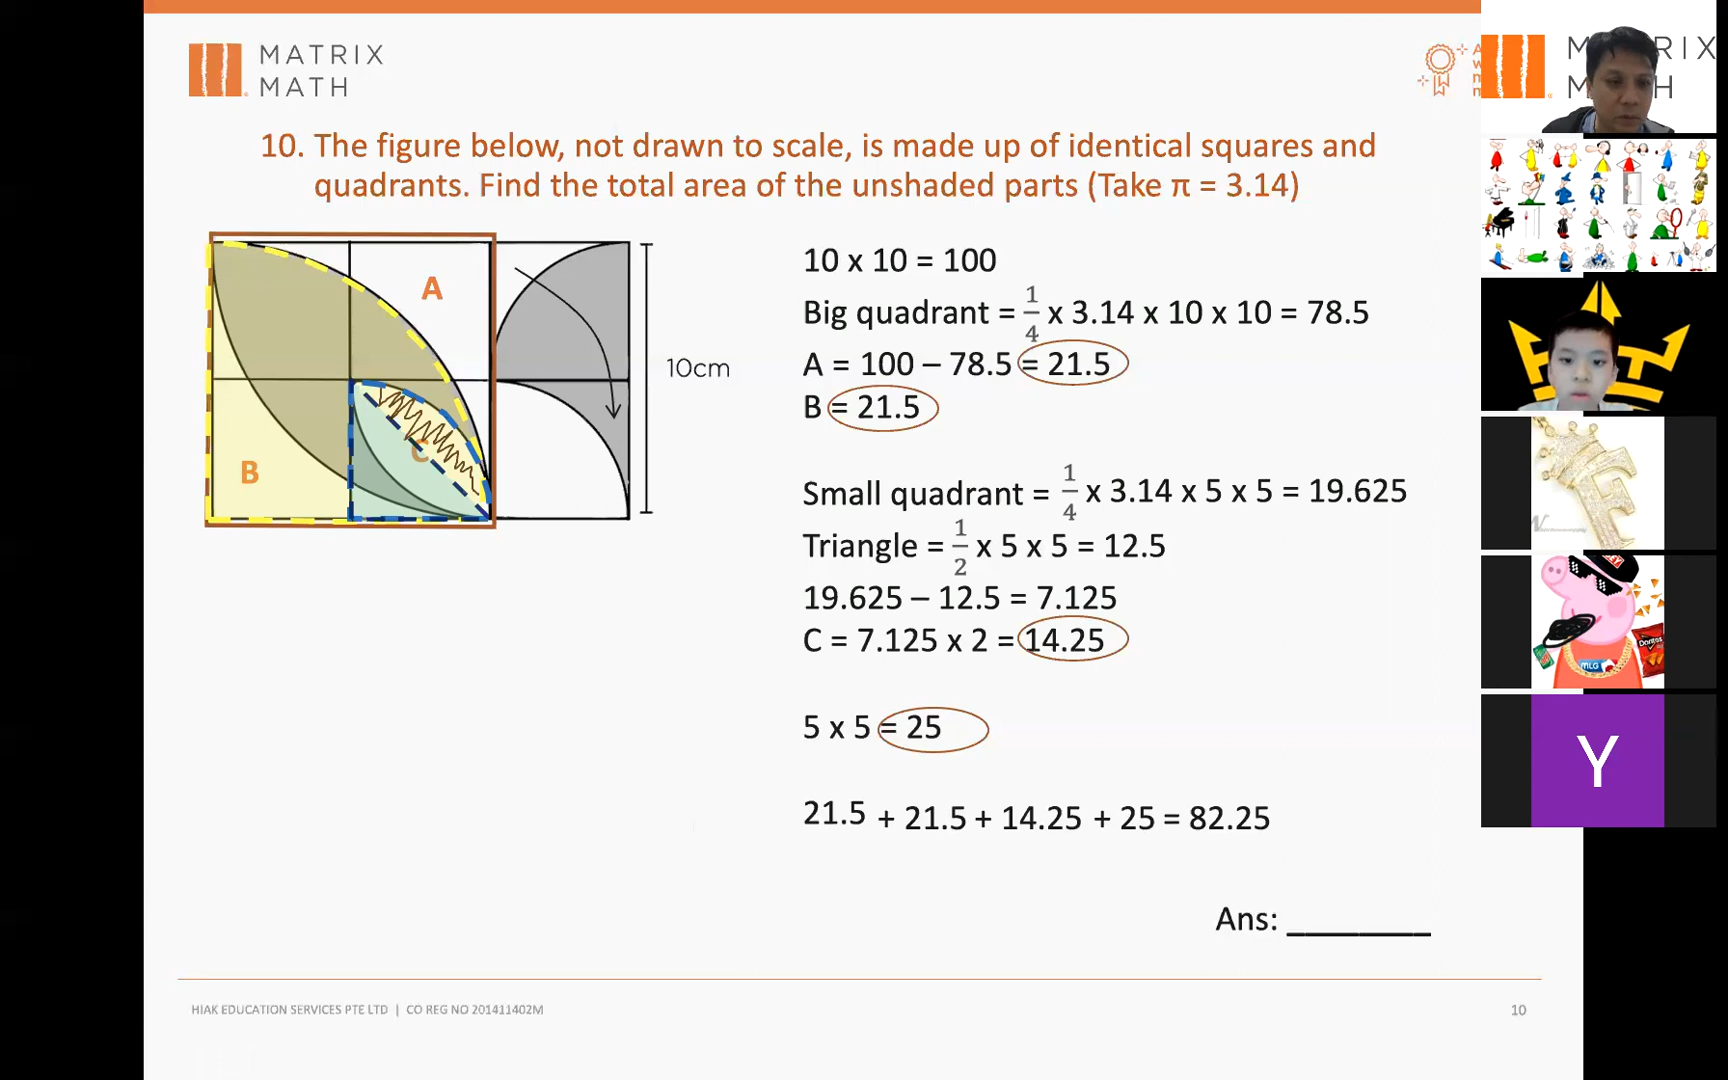 MATRIX
MATH
10. The figure below, not drawn to scale, is made up of identical squares and
quadrants. Find the total area of the unshaded parts (Take π = 3.14)
A
B
C
10cm
10 x 10 = 100
Big quadrant = 1/4 x 3.14 x 10 x 10 = 78.5
A = 100 – 78.5 = 21.5
B = 21.5
Small quadrant = 1/4 x 3.14 x 5 x 5 = 19.625
Triangle = 1/2 x 5 x 5 = 12.5
19.625 – 12.5 = 7.125
C = 7.125 x 2 = 14.25
5 x 5 = 25
21.5 + 21.5 + 14.25 + 25 = 82.25
Ans: ________
HIAK EDUCATION SERVICES PTE LTD | CO REG NO 201411402M
10
Y
MLG